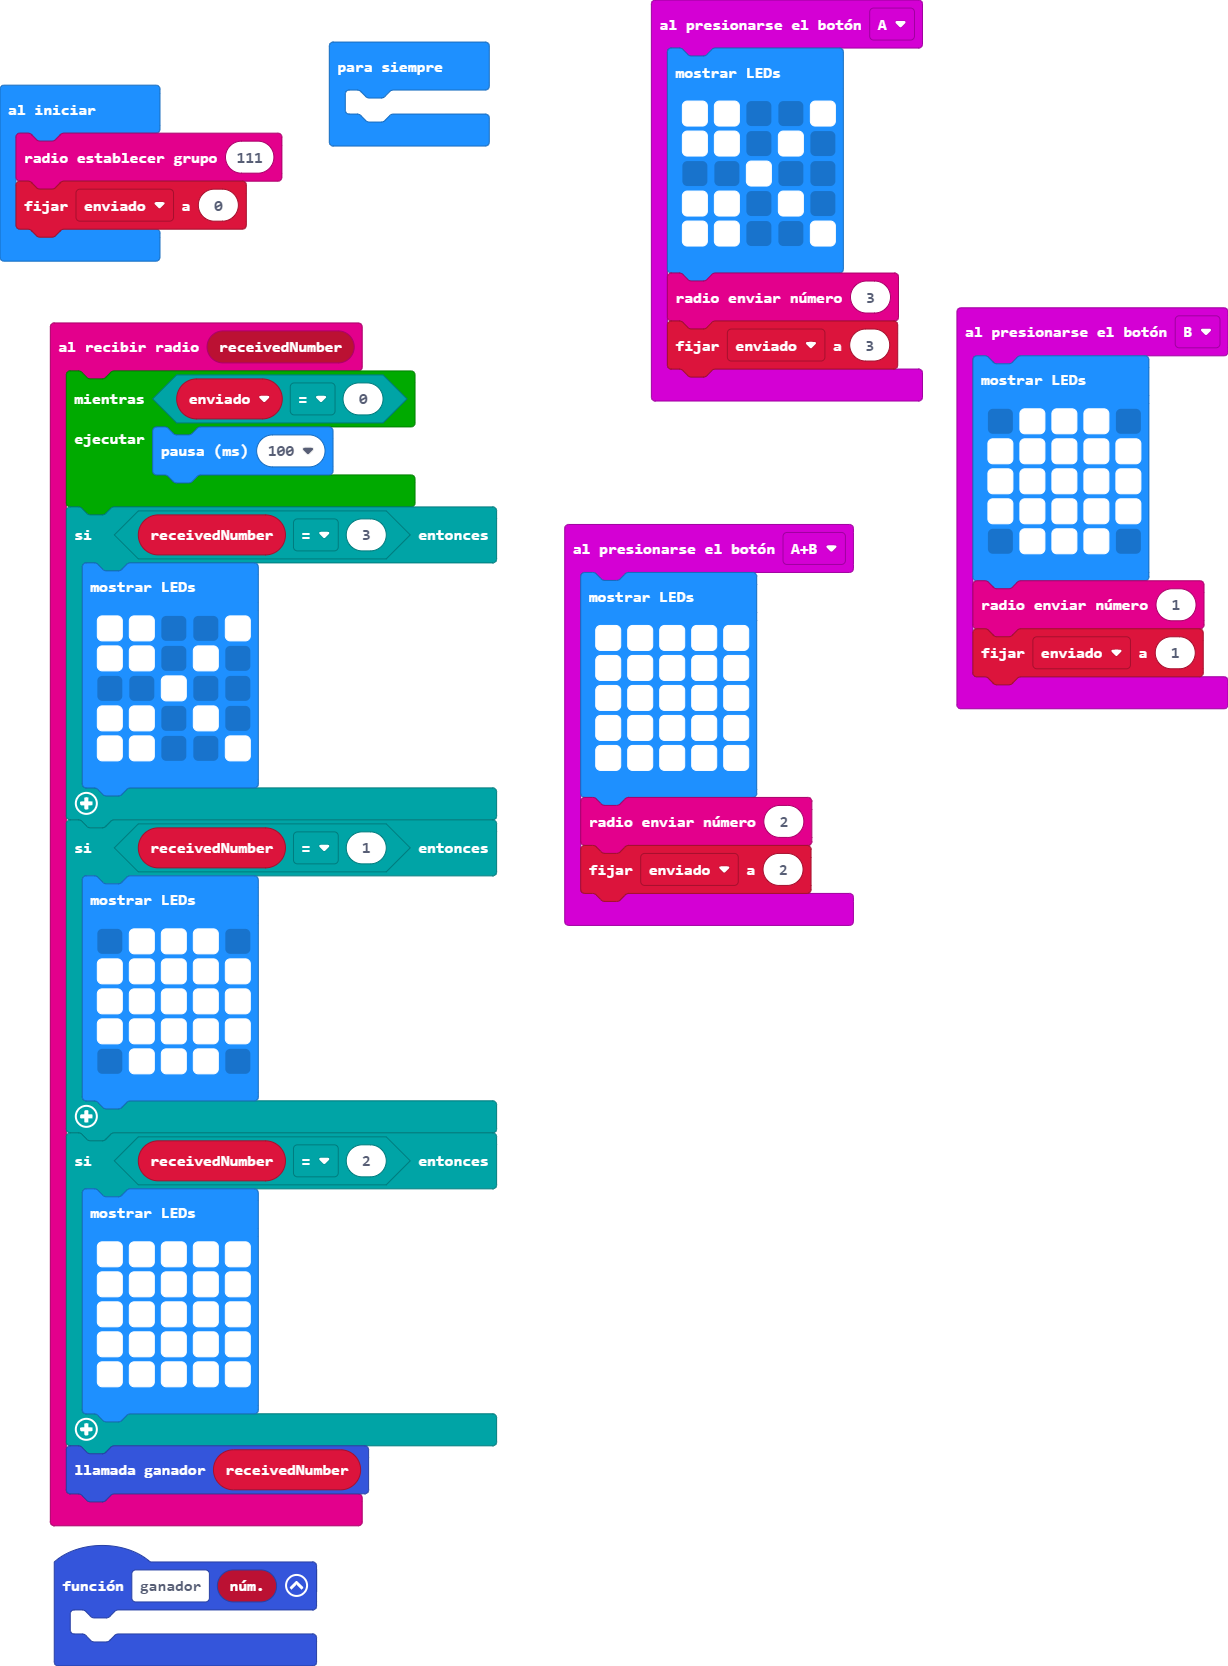 al iniciar
radio establecer grupo 111
fijar enviado a 0
para siempre
al presionarse el botón A
mostrar LEDs
radio enviar número 3
fijar enviado a 3
al presionarse el botón B
mostrar LEDs
radio enviar número 1
fijar enviado a 1
al recibir radio receivedNumber
mientras enviado = 0
ejecutar pausa (ms) 100
si receivedNumber = 3 entonces
mostrar LEDs
si receivedNumber = 1 entonces
mostrar LEDs
si receivedNumber = 2 entonces
mostrar LEDs
llamada ganador receivedNumber
al presionarse el botón A+B
mostrar LEDs
radio enviar número 2
fijar enviado a 2
función ganador núm.